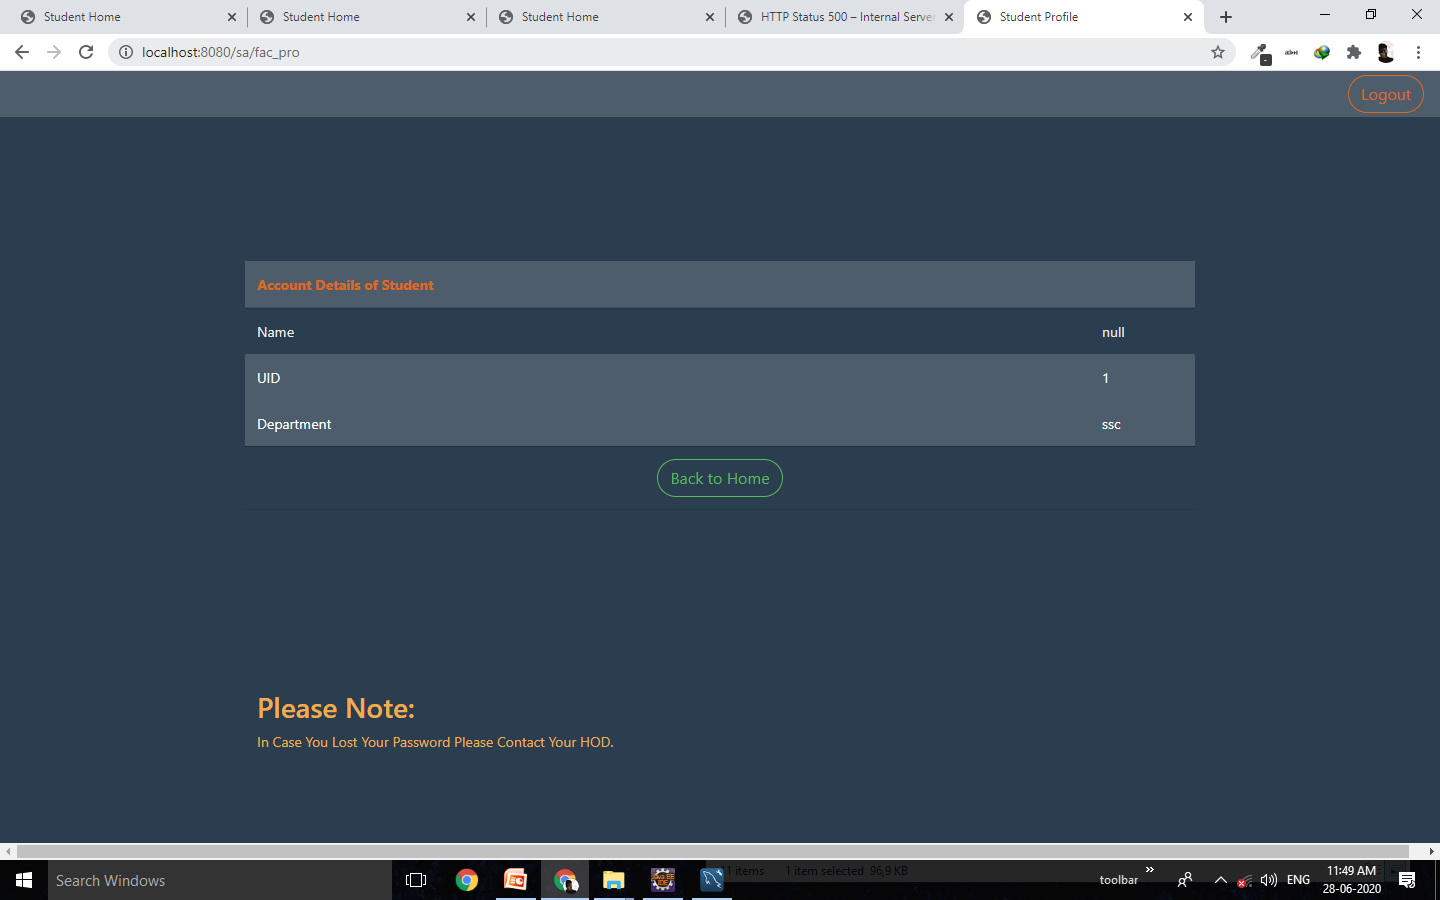 Student Home
Student Home
Student Home
HTTP Status 500 – Internal Server
Student Profile
localhost:8080/sa/fac_pro
Logout
Account Details of Student
Name null
UID 1
Department ssc
Back to Home
Please Note:
In Case You Lost Your Password Please Contact Your HOD.
Search Windows
items 1 item selected 96,9 KB
toolbar
ENG
11:49 AM
28-06-2020